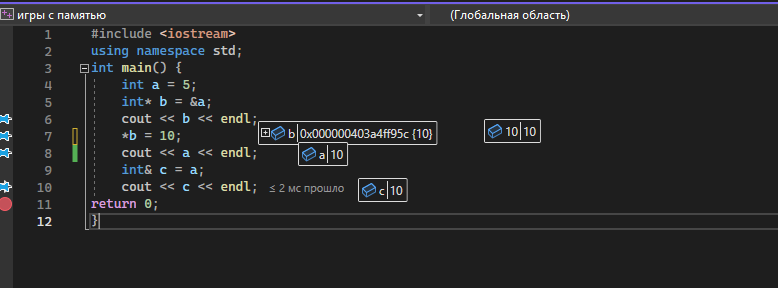 игры с памятью (Глобальная область)
1 #include <iostream>
2 using namespace std;
3 int main() {
4 int a = 5;
5 int* b = &a;
6 cout << b << endl;
7 *b = 10; b 0x000000403a4ff95c {10} 10 10
8 cout << a << endl; a 10
9 int& c = a;
10 cout << c << endl; ≤ 2 мс прошло c 10
11 return 0;
12 }